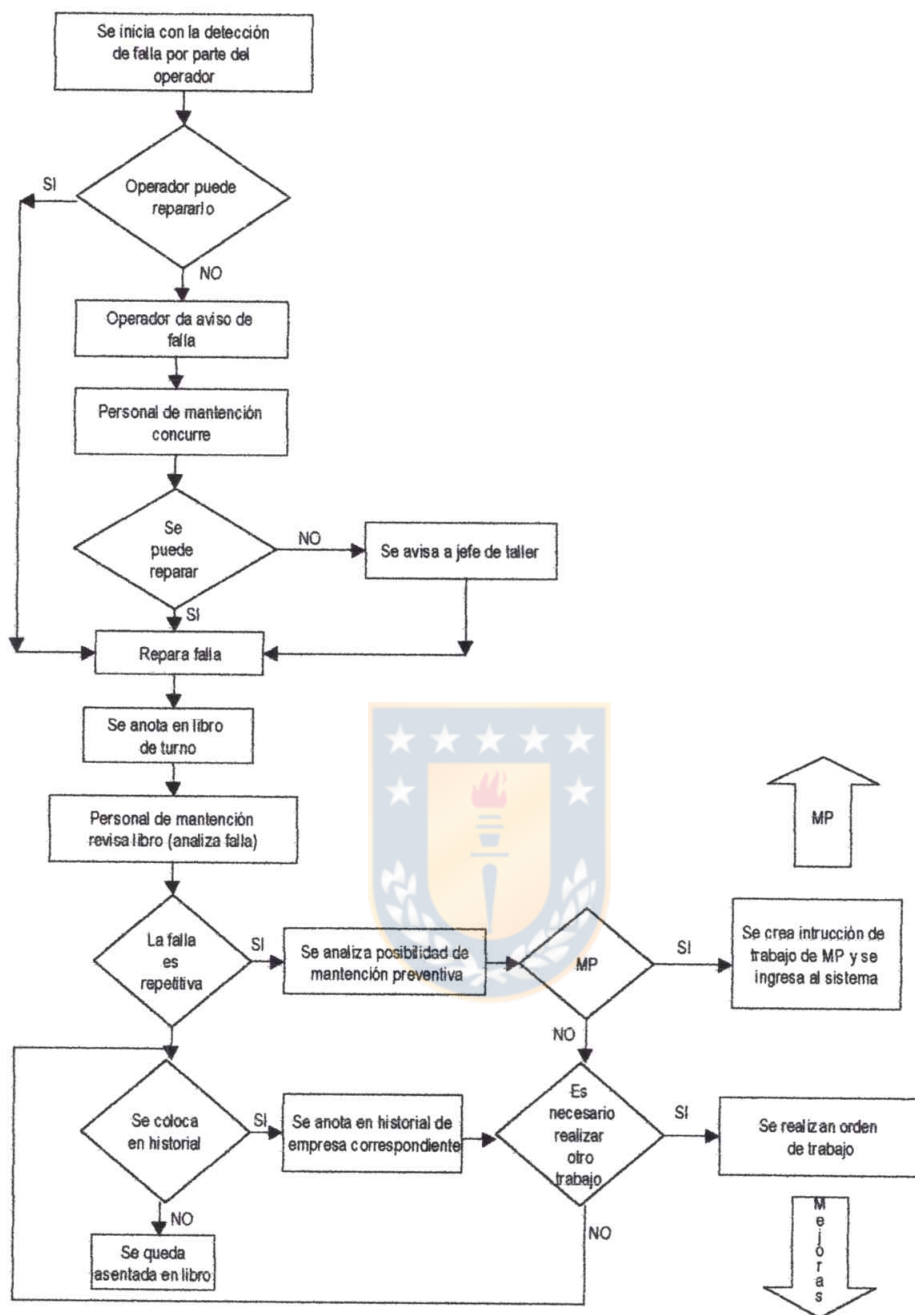 Se inicia con la detección
de falla por parte del
operador
Operador puede
repararlo
SI
NO
Operador da aviso de
falla
Personal de mantención
concurre
Se
puede
reparar
NO
Se avisa a jefe de taller
SI
Repara falla
Se anota en libro
de turno
Personal de mantención
revisa libro (analiza falla)
MP
La falla
es
repetitiva
SI
Se analiza posibilidad de
mantención preventiva
MP
SI
Se crea intrucción de
trabajo de MP y se
ingresa al sistema
NO
Se coloca
en historial
SI
Se anota en historial de
empresa correspondiente
Es
necesario
realizar
otro
trabajo
SI
Se realizan orden
de trabajo
NO
Se queda
asentada en libro
NO
Mejoras